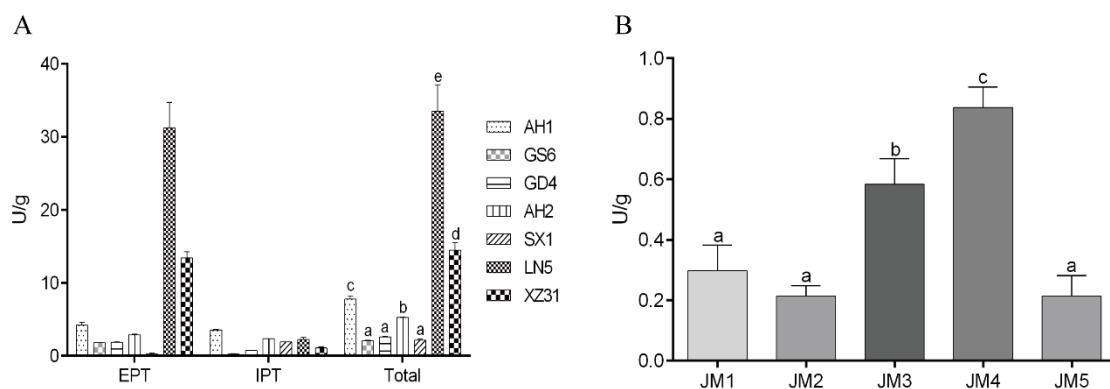 A
U/g
40
30
20
10
0
c
a
a
b
a
e
d
EPT
IPT
Total
AH1
GS6
GD4
AH2
SX1
LN5
XZ31
B
U/g
1.0
0.8
0.6
0.4
0.2
0.0
a
a
b
c
a
JM1
JM2
JM3
JM4
JM5